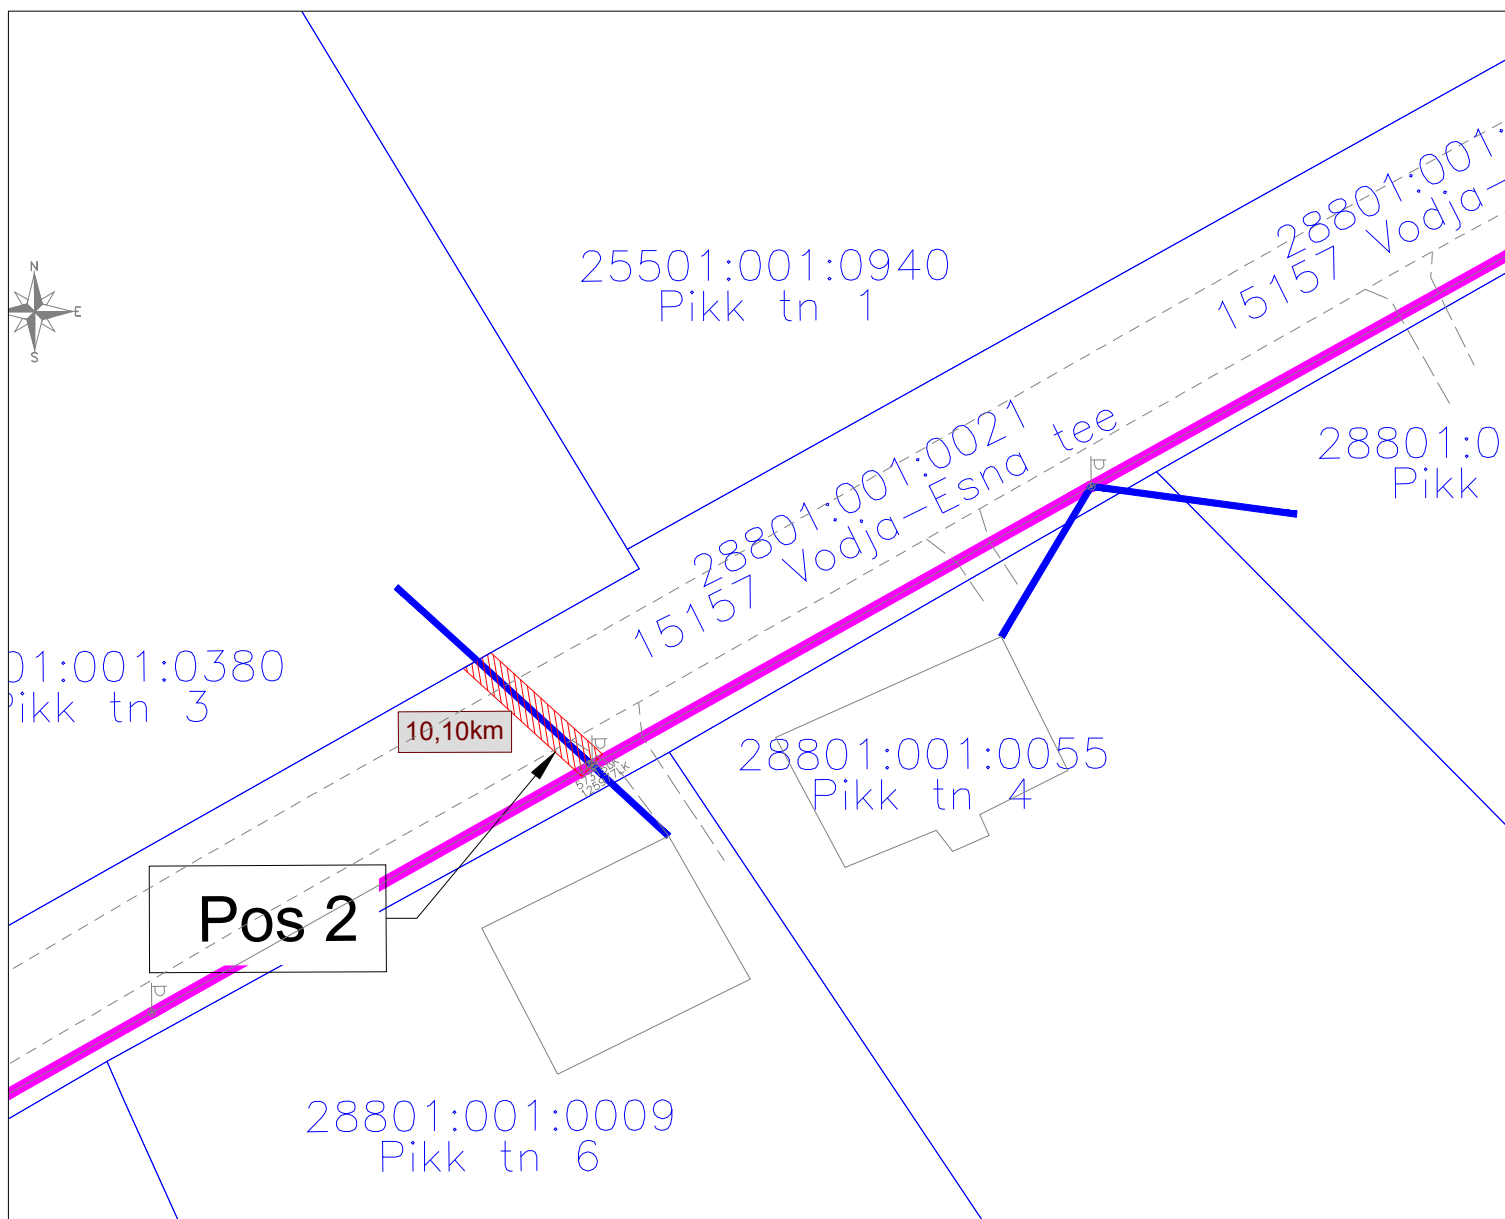 28801:001:
15157 Vodja-
N
E
S
25501:001:0940
Pikk tn 1
28801:001:0021
15157 Vodja-Esna tee
28801:0
Pikk
01:001:0380
Pikk tn 3
10,10km
28801:001:0055
Pikk tn 4
Pos 2
28801:001:0009
Pikk tn 6